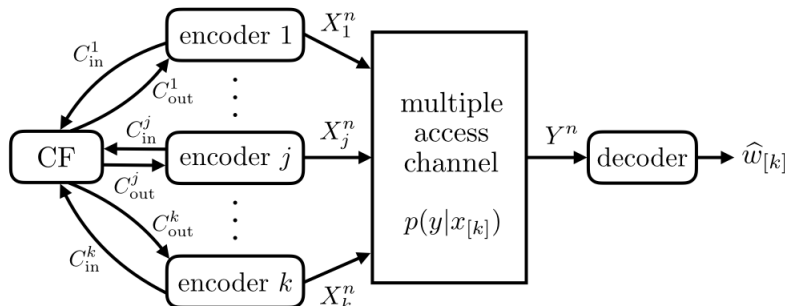 encoder 1
X_1^n
C_in^1
C_out^1
multiple
access
channel
p(y|x_[k])
C_in^j
X_j^n
Y^n
CF
encoder j
decoder
ŵ_[k]
C_out^j
C_out^k
C_in^k
encoder k
X_k^n